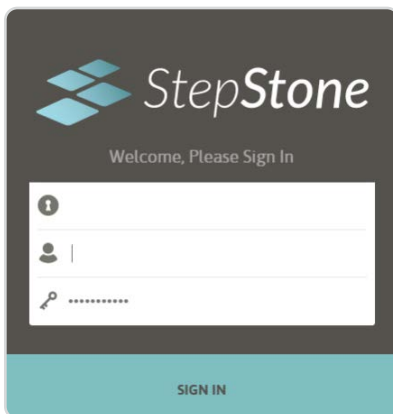 StepStone
Welcome, Please Sign In
•••••••••••
SIGN IN